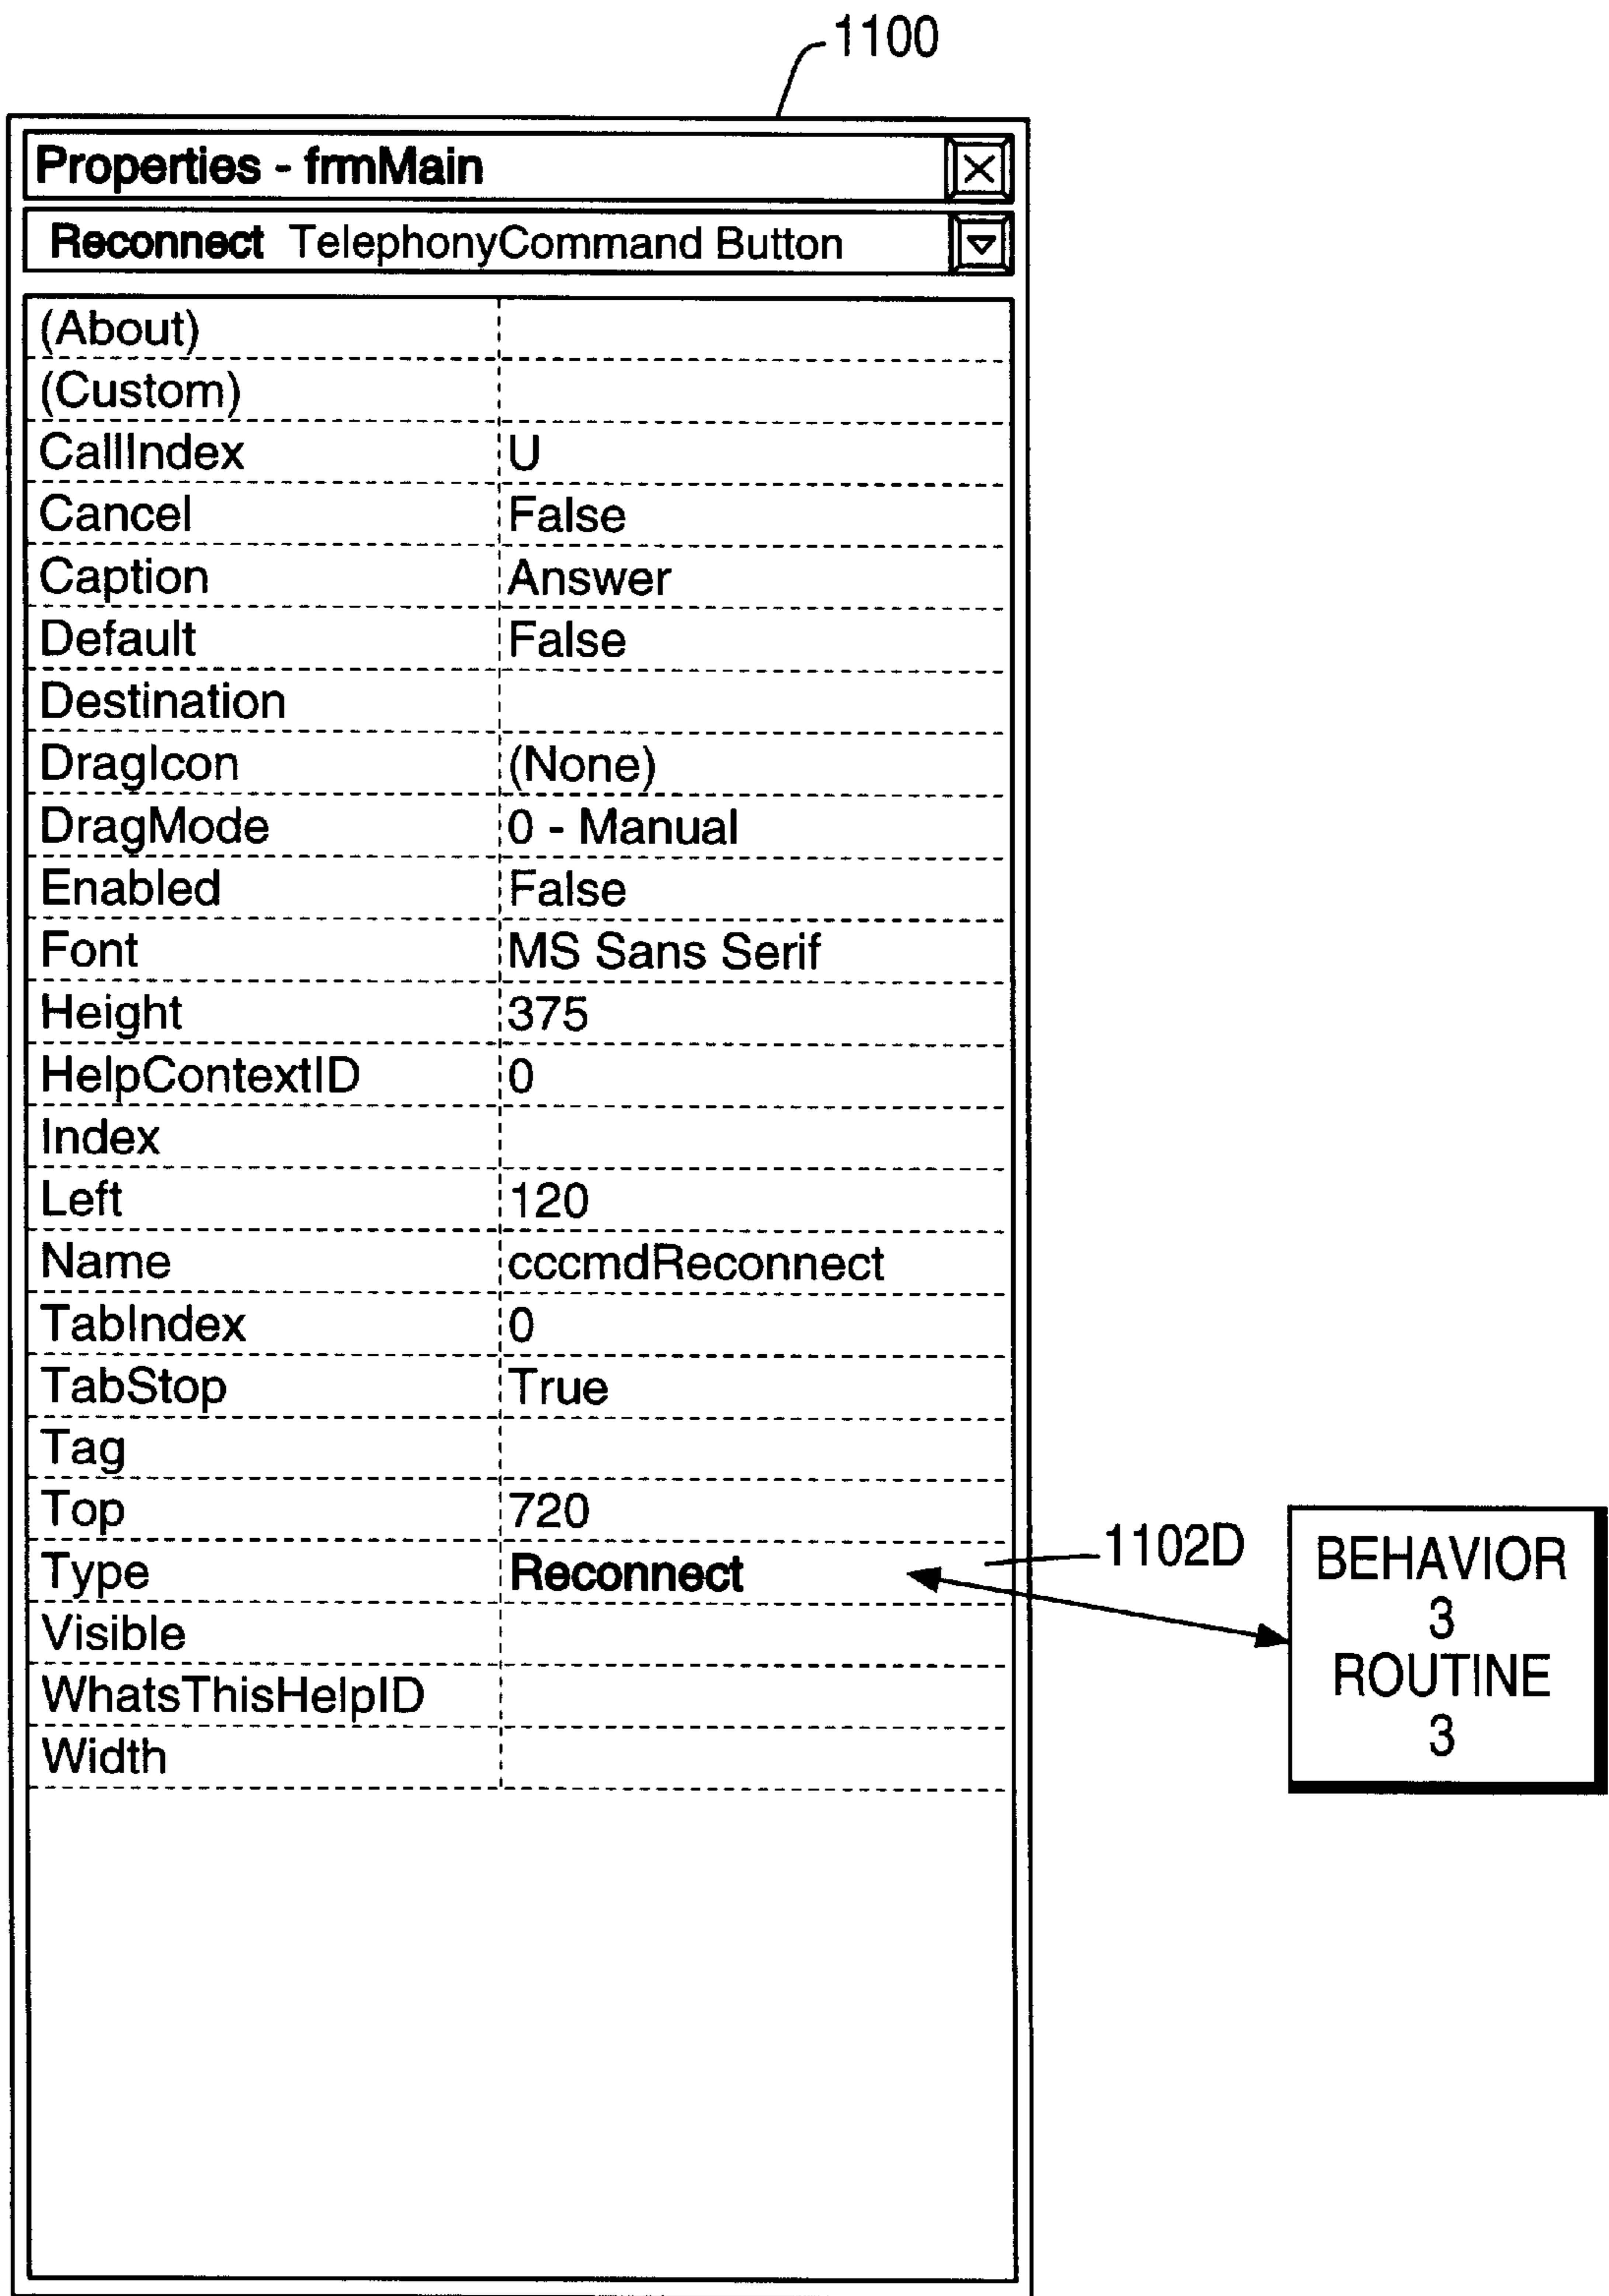 1100
Properties - frmMain
Reconnect TelephonyCommand Button
(About)
(Custom)
CallIndex U
Cancel False
Caption Answer
Default False
Destination
DragIcon (None)
DragMode 0 - Manual
Enabled False
Font MS Sans Serif
Height 375
HelpContextID 0
Index
Left 120
Name cccmdReconnect
TabIndex 0
TabStop True
Tag
Top 720
Type Reconnect
Visible
WhatsThisHelpID
Width
1102D
BEHAVIOR
3
ROUTINE
3